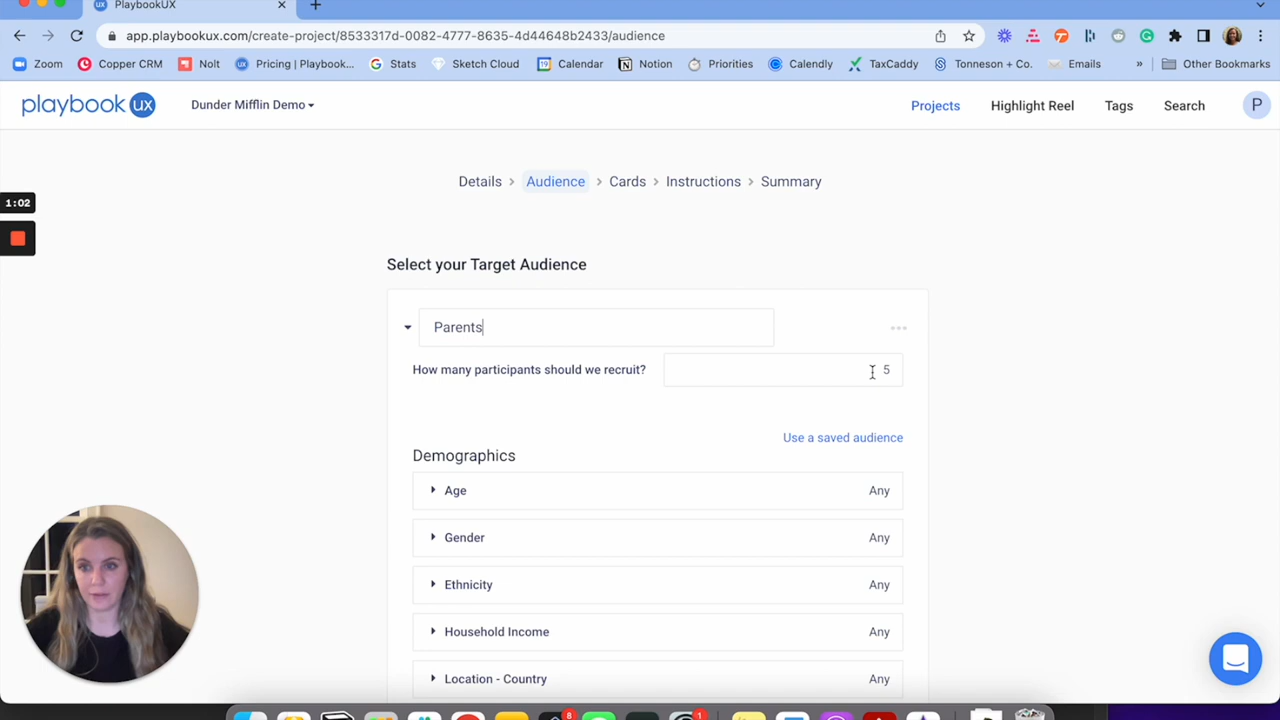 PlaybookUX
app.playbookux.com/create-project/8533317d-0082-4777-8635-4d44648b2433/audience
Zoom Copper CRM Nolt Pricing | Playbook... Stats Sketch Cloud Calendar Notion Priorities Calendly TaxCaddy Tonneson + Co. Emails » Other Bookmarks
playbook ux Dunder Mifflin Demo Projects Highlight Reel Tags Search P
Details > Audience > Cards > Instructions > Summary
1:02
Select your Target Audience
Parents
How many participants should we recruit? 5
Use a saved audience
Demographics
Age Any
Gender Any
Ethnicity Any
Household Income Any
Location - Country Any
8 1